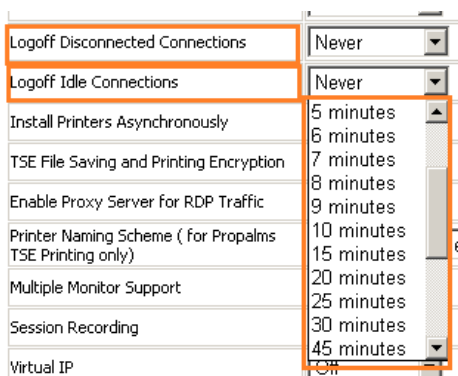 Logoff Disconnected Connections
Never
Logoff Idle Connections
Never
5 minutes
6 minutes
7 minutes
8 minutes
9 minutes
10 minutes
15 minutes
20 minutes
25 minutes
30 minutes
45 minutes
Install Printers Asynchronously
TSE File Saving and Printing Encryption
Enable Proxy Server for RDP Traffic
Printer Naming Scheme ( for Propalms
TSE Printing only)
Multiple Monitor Support
Session Recording
Virtual IP
Off